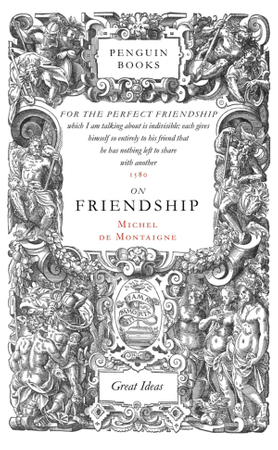 PENGUIN
BOOKS
FOR THE PERFECT FRIENDSHIP
which I am talking about is indivisible: each gives
himself so entirely to his friend that
he has nothing left to share
with another
1580
ON
FRIENDSHIP
MICHEL
DE MONTAIGNE
Great Ideas